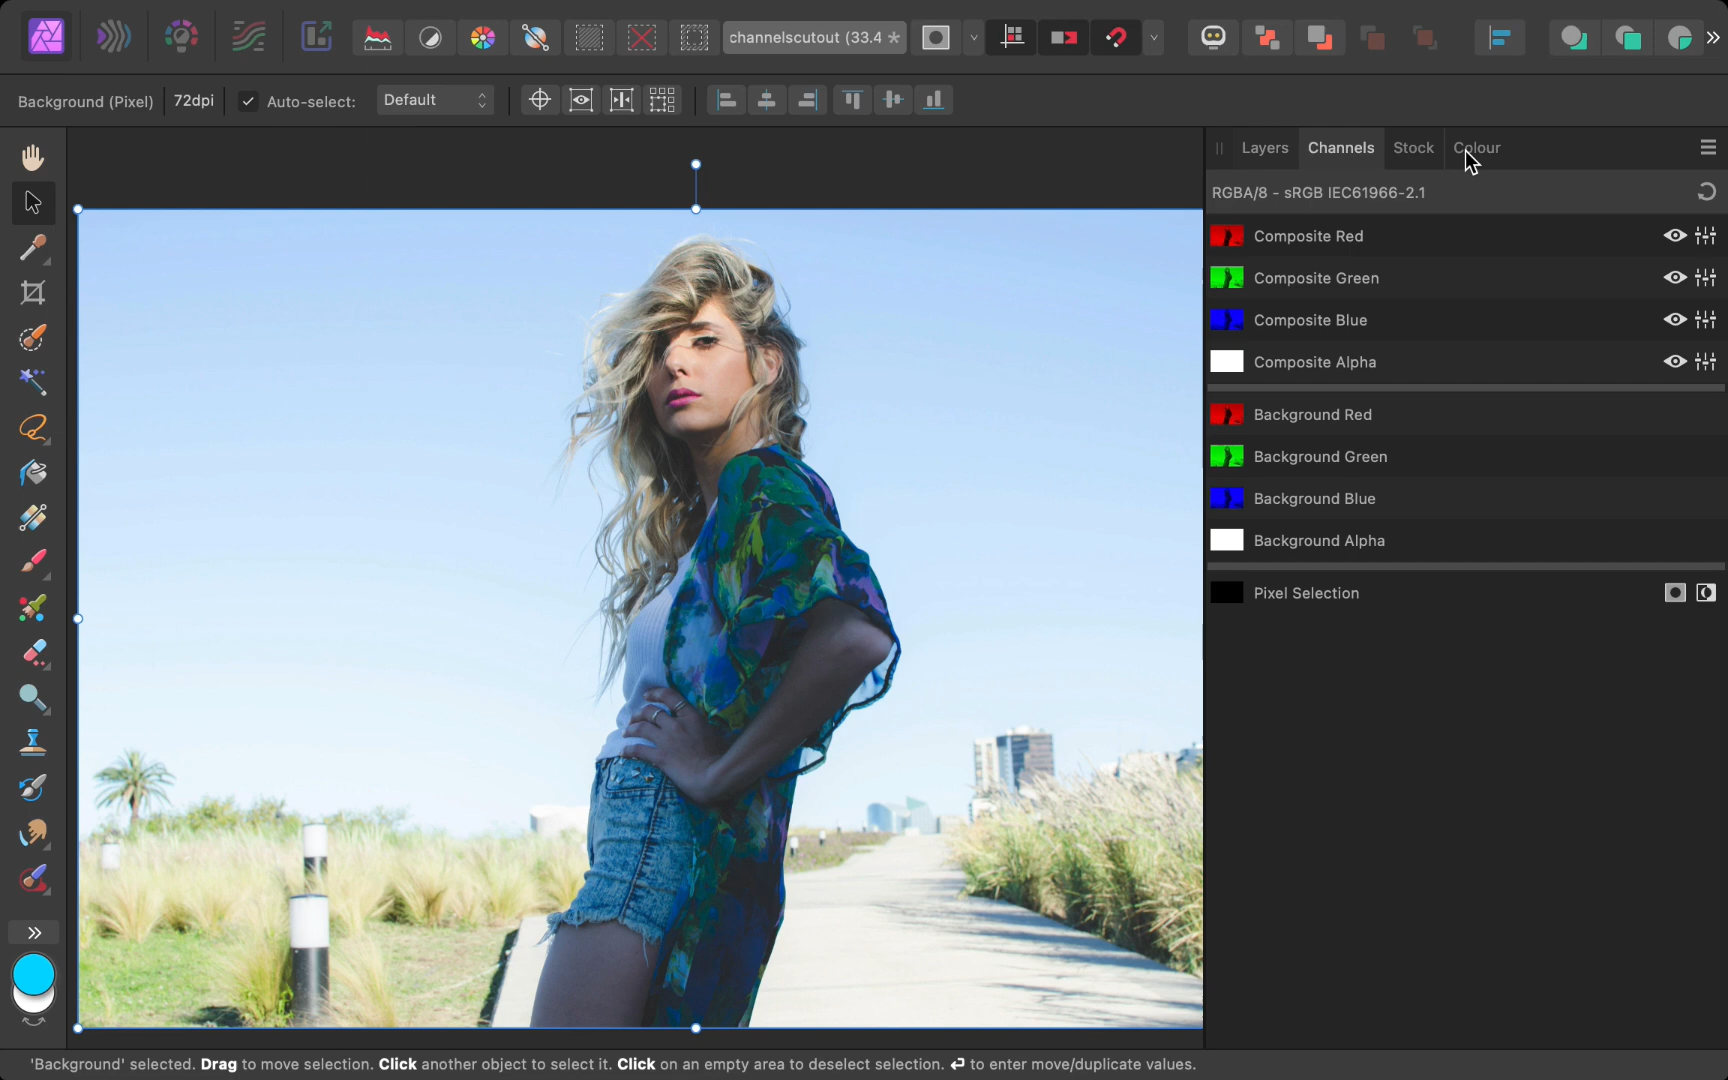 channelscutout (33.4 *
Background (Pixel) 72dpi Auto-select: Default
Layers Channels Stock Colour
RGBA/8 - sRGB IEC61966-2.1
Composite Red
Composite Green
Composite Blue
Composite Alpha
Background Red
Background Green
Background Blue
Background Alpha
Pixel Selection
'Background' selected. Drag to move selection. Click another object to select it. Click on an empty area to deselect selection. ↵ to enter move/duplicate values.